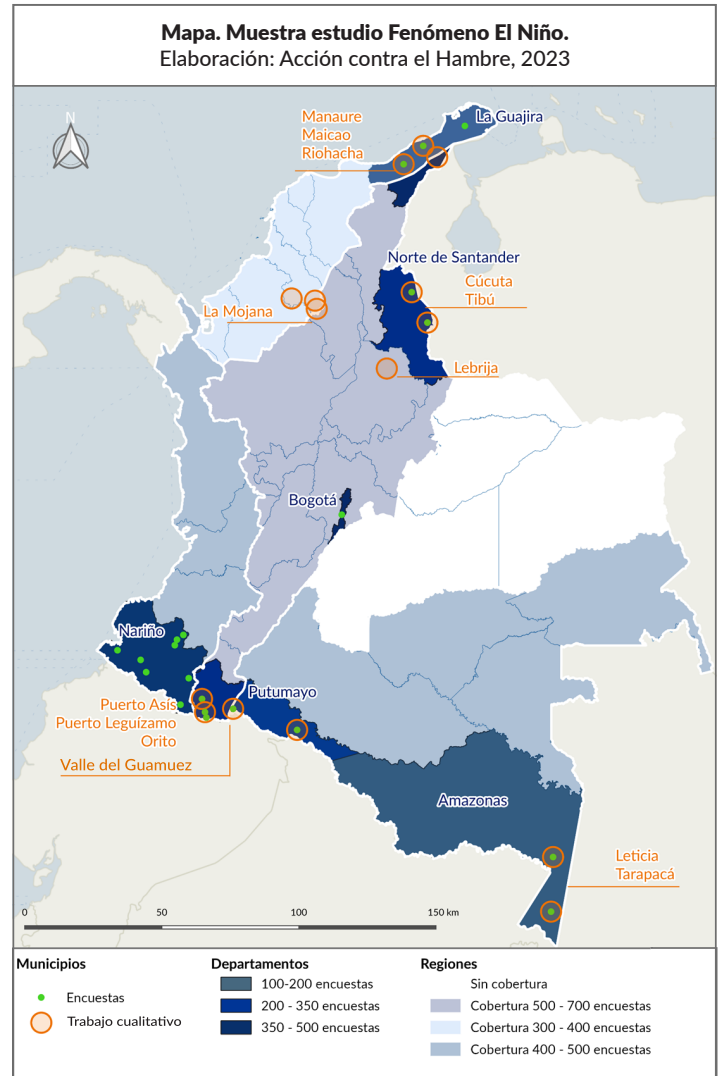 Mapa. Muestra estudio Fenómeno El Niño.
Elaboración: Acción contra el Hambre, 2023
N
La Guajira
Manaure
Maicao
Riohacha
Norte de Santander
Cúcuta
Tibú
La Mojana
Lebrija
Bogotá
Nariño
Putumayo
Puerto Asis
Puerto Leguízamo
Orito
Valle del Guamuez
Amazonas
Leticia
Tarapacá
0 50 100 150 km
Municipios
Encuestas
Trabajo cualitativo
Departamentos
100-200 encuestas
200 - 350 encuestas
350 - 500 encuestas
Regiones
Sin cobertura
Cobertura 500 - 700 encuestas
Cobertura 300 - 400 encuestas
Cobertura 400 - 500 encuestas